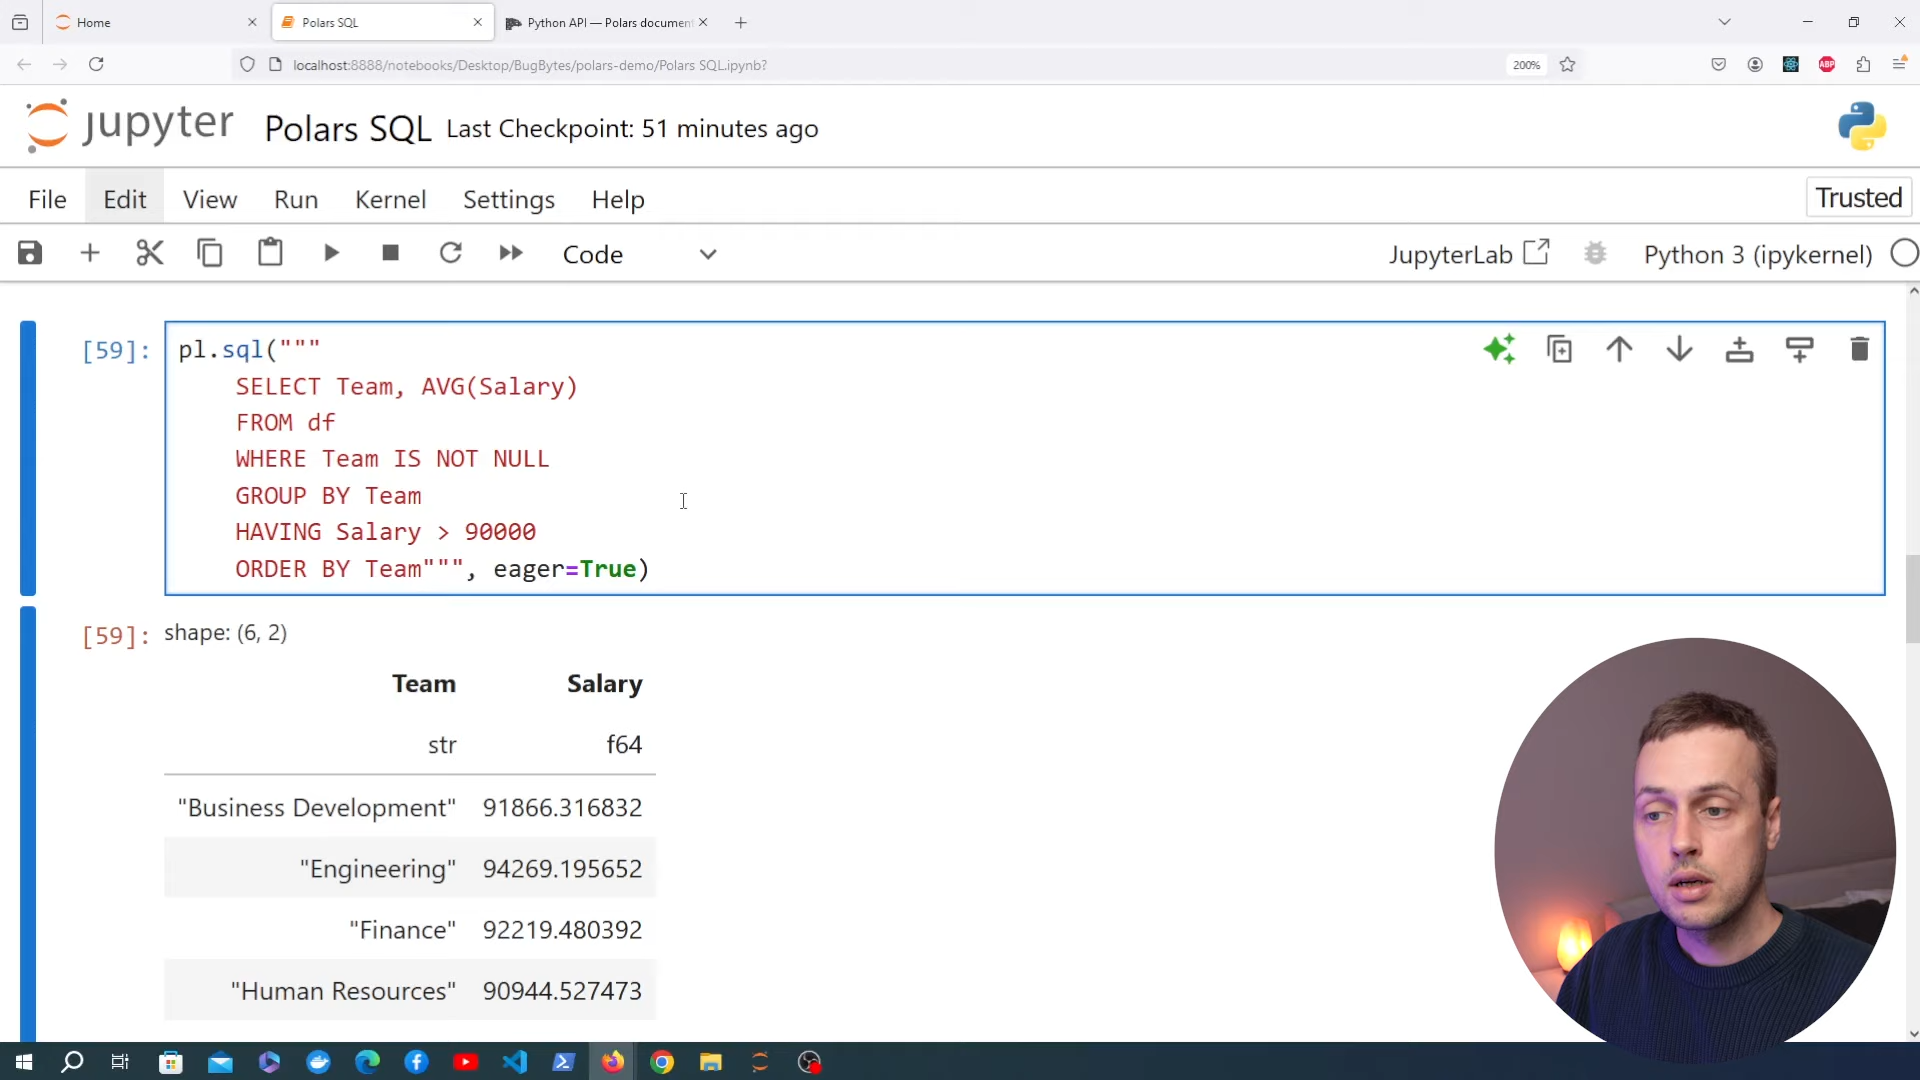 Home
Polars SQL
Python API — Polars document
localhost:8888/notebooks/Desktop/BugBytes/polars-demo/Polars SQL.ipynb?
200%
ABP
jupyter Polars SQL Last Checkpoint: 51 minutes ago
File Edit View Run Kernel Settings Help
Trusted
Code
JupyterLab
Python 3 (ipykernel)
[59]: pl.sql("""
SELECT Team, AVG(Salary)
FROM df
WHERE Team IS NOT NULL
GROUP BY Team
HAVING Salary > 90000
ORDER BY Team""", eager=True)
[59]: shape: (6, 2)
Team Salary
str f64
"Business Development" 91866.316832
"Engineering" 94269.195652
"Finance" 92219.480392
"Human Resources" 90944.527473